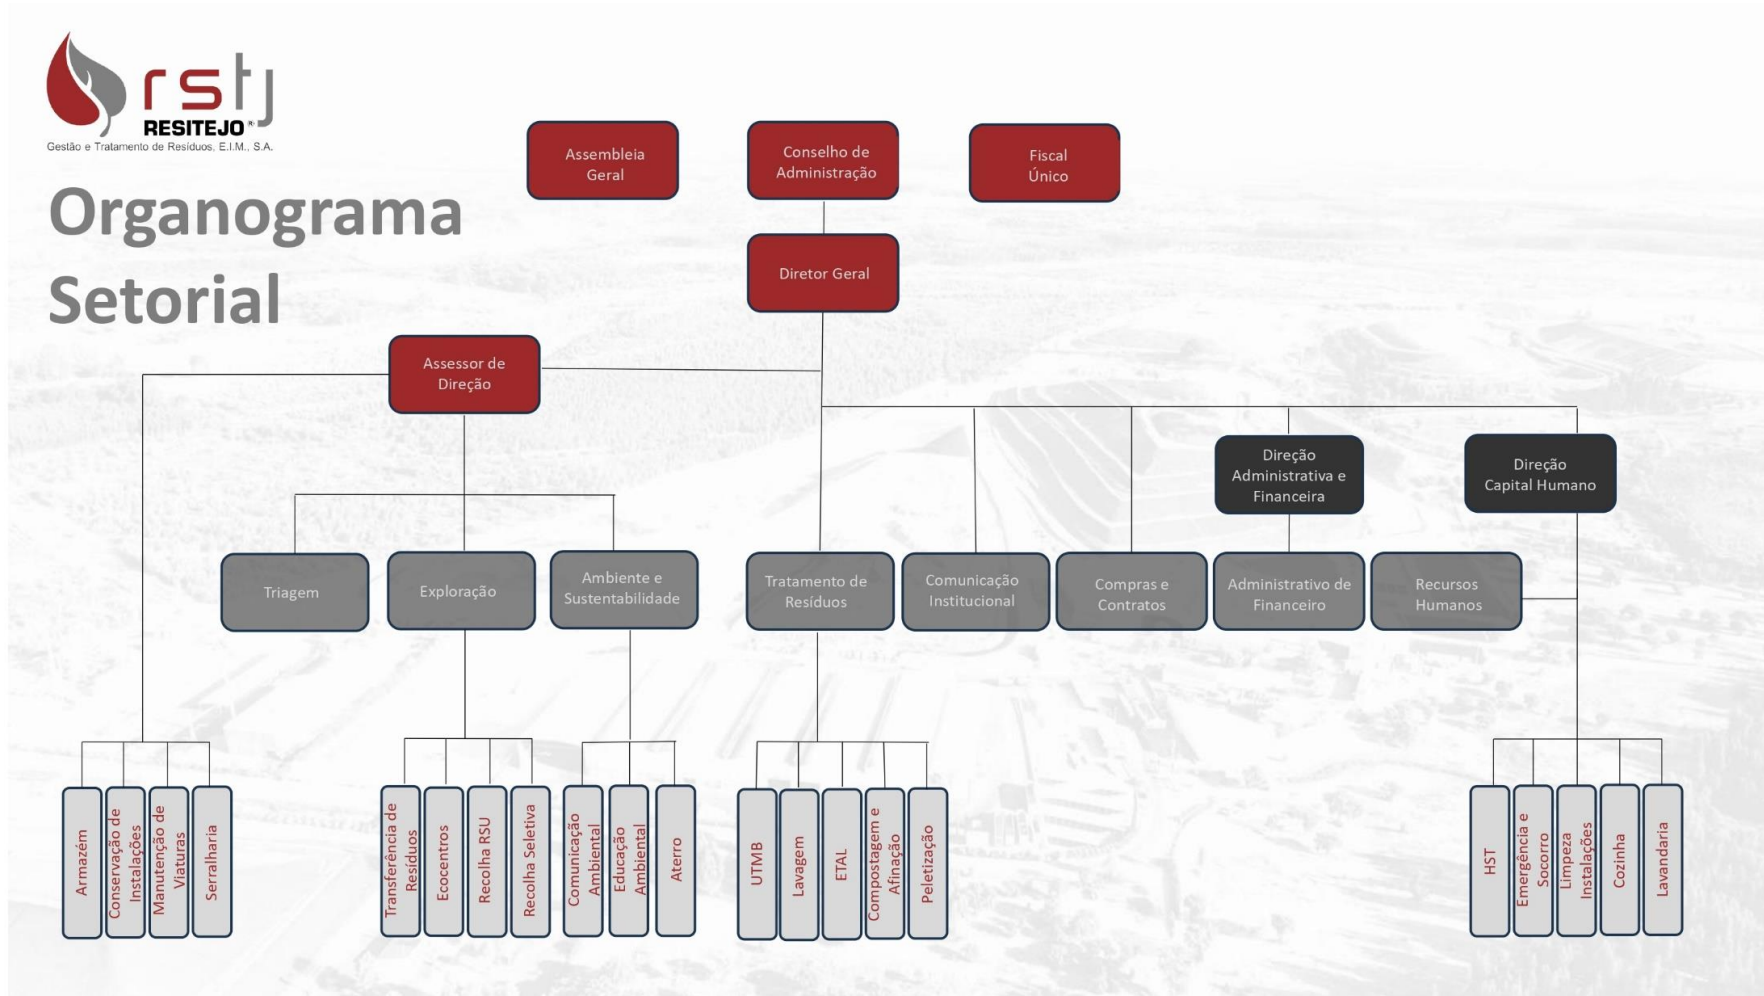 rstj
RESITEJO®
Gestão e Tratamento de Resíduos, E.I.M., S.A.
Organograma
Setorial
Assembleia
Geral
Conselho de
Administração
Fiscal
Único
Diretor Geral
Assessor de
Direção
Direção
Administrativa e
Financeira
Direção
Capital Humano
Triagem
Exploração
Ambiente e
Sustentabilidade
Tratamento de
Resíduos
Comunicação
Institucional
Compras e
Contratos
Administrativo de
Financeiro
Recursos
Humanos
Armazém
Conservação de
Instalações
Manutenção de
Viaturas
Serralharia
Transferência de
Resíduos
Ecocentros
Recolha RSU
Recolha Seletiva
Comunicação
Ambiental
Educação
Ambiental
Aterro
UTMB
Lavagem
ETAL
Compostagem e
Afinação
Peletização
HST
Emergência e
Socorro
Limpeza
Instalações
Cozinha
Lavandaria